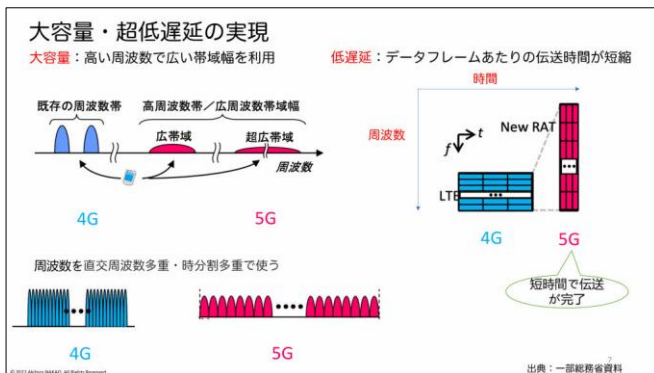 大容量・超低遅延の実現
大容量：高い周波数で広い帯域幅を利用
既存の周波数帯
高周波数帯／広周波数帯域幅
広帯域
超広帯域
周波数
4G
5G
周波数を直交周波数多重・時分割多重で使う
4G
5G
低遅延：データフレームあたりの伝送時間が短縮
時間
周波数
t
f
New RAT
LTE
4G
5G
短時間で伝送
が完了
7
出典：一部総務省資料